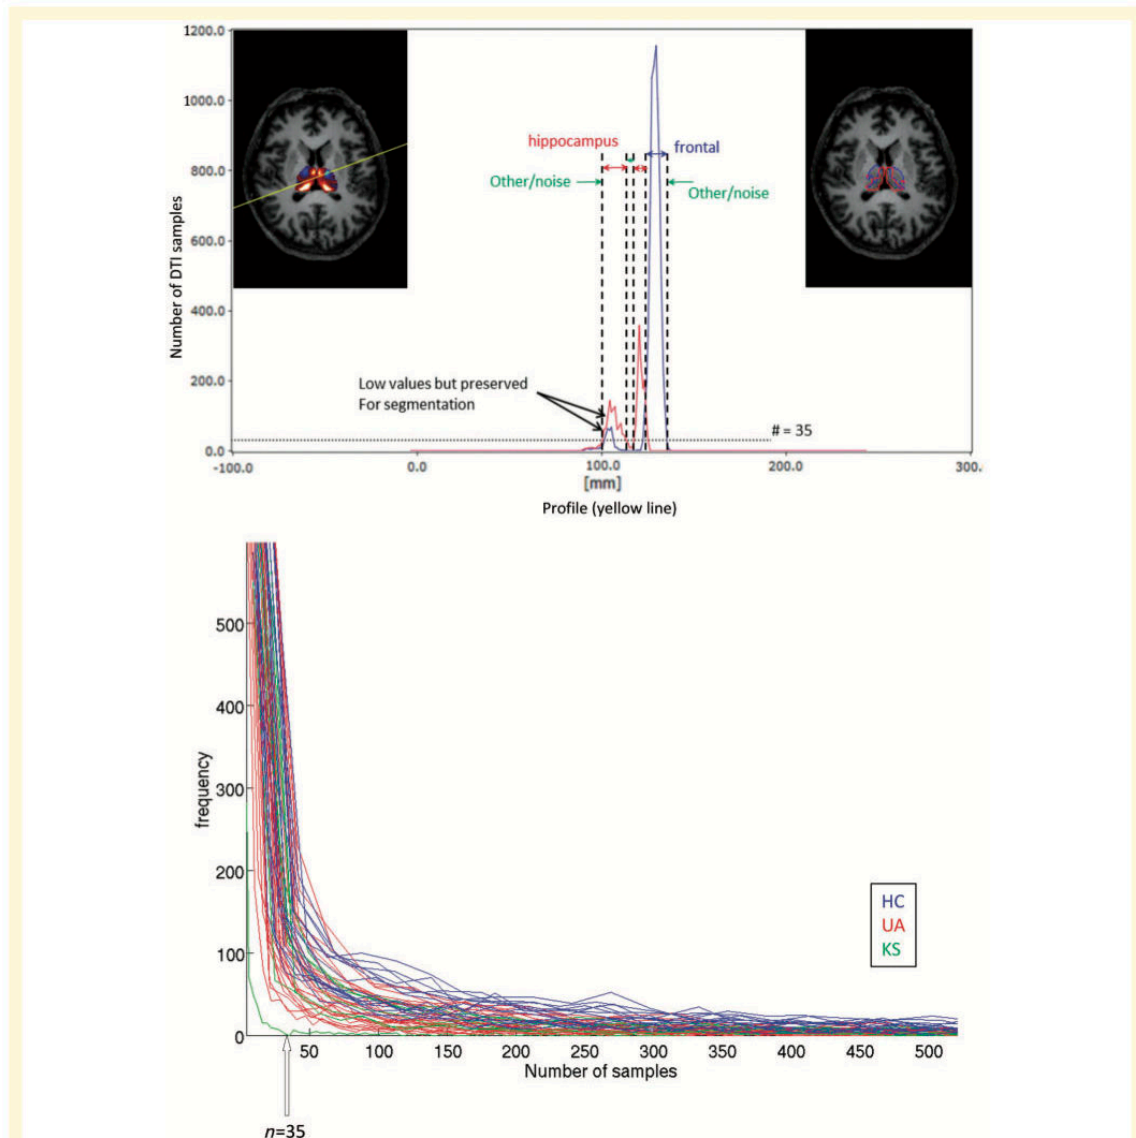 1200.0
1000.0
800.0
600.0
400.0
200.0
0.0
Number of DTI samples
hippocampus
frontal
Other/noise
Other/noise
Low values but preserved
For segmentation
# = 35
-100.0 0.0 100.0 200.0 300.
[mm]
Profile (yellow line)
500
400
300
200
100
0
frequency
HC
UA
KS
50 100 150 200 250 300 350 400 450 500
Number of samples
n=35